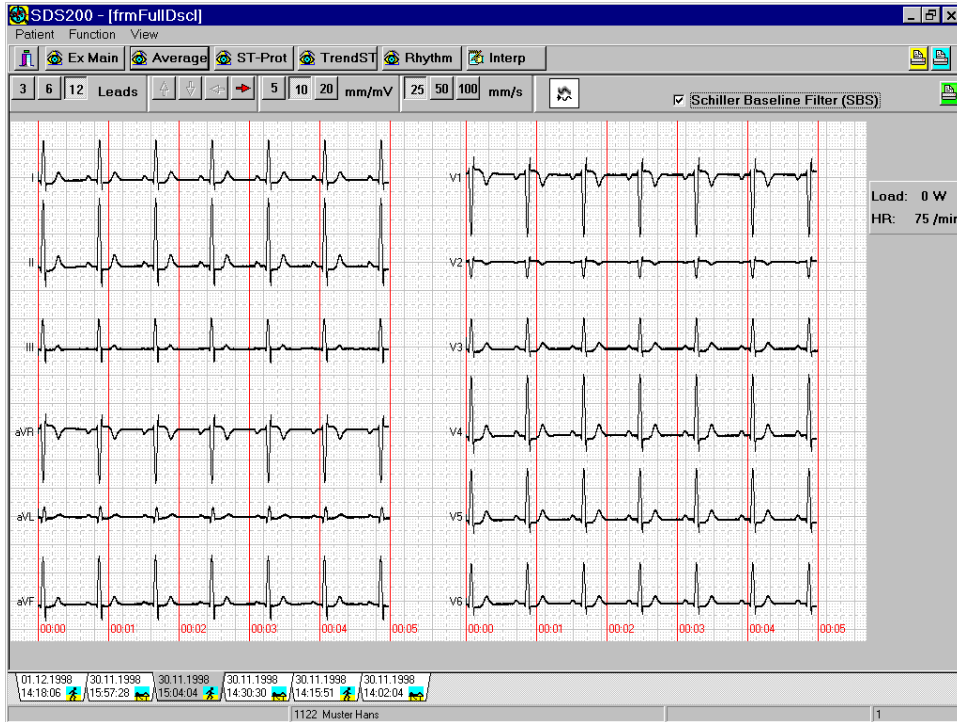 SDS200 - [frmFullDscl]
Patient Function View
Ex Main Average ST-Prot TrendST Rhythm Interp
3 6 12 Leads 5 10 20 mm/mV 25 50 100 mm/s Schiller Baseline Filter (SBS)
I V1
Load: 0 W
HR: 75 /min
II V2
III V3
aVR V4
aVL V5
aVF V6
00:00 00:01 00:02 00:03 00:04 00:05 00:00 00:01 00:02 00:03 00:04 00:05
01.12.1998 30.11.1998 30.11.1998 30.11.1998 30.11.1998 30.11.1998
14:18:06 15:57:28 15:04:04 14:30:30 14:15:51 14:02:04
1122 Muster Hans 1